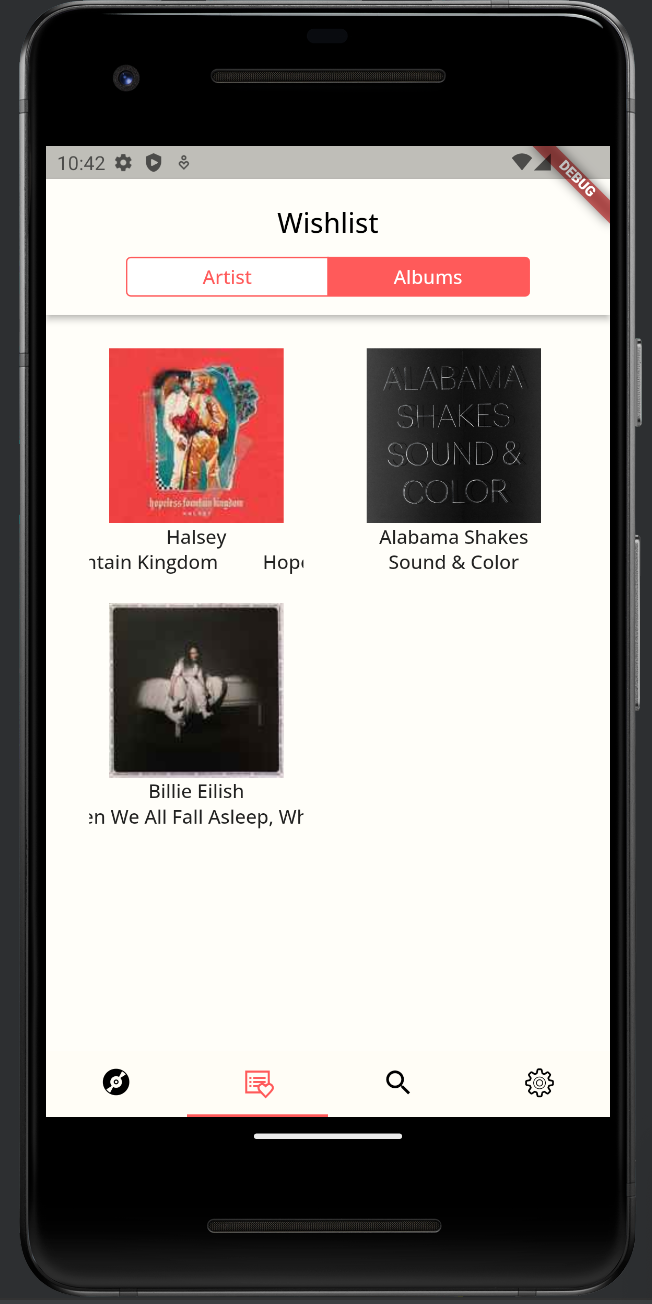 10:42
DEBUG
Wishlist
Artist
Albums
hopeless fountain kingdom
HALSEY
ALABAMA
SHAKES
SOUND &
COLOR
Halsey
ntain Kingdom Hope
Alabama Shakes
Sound & Color
Billie Eilish
en We All Fall Asleep, Wh